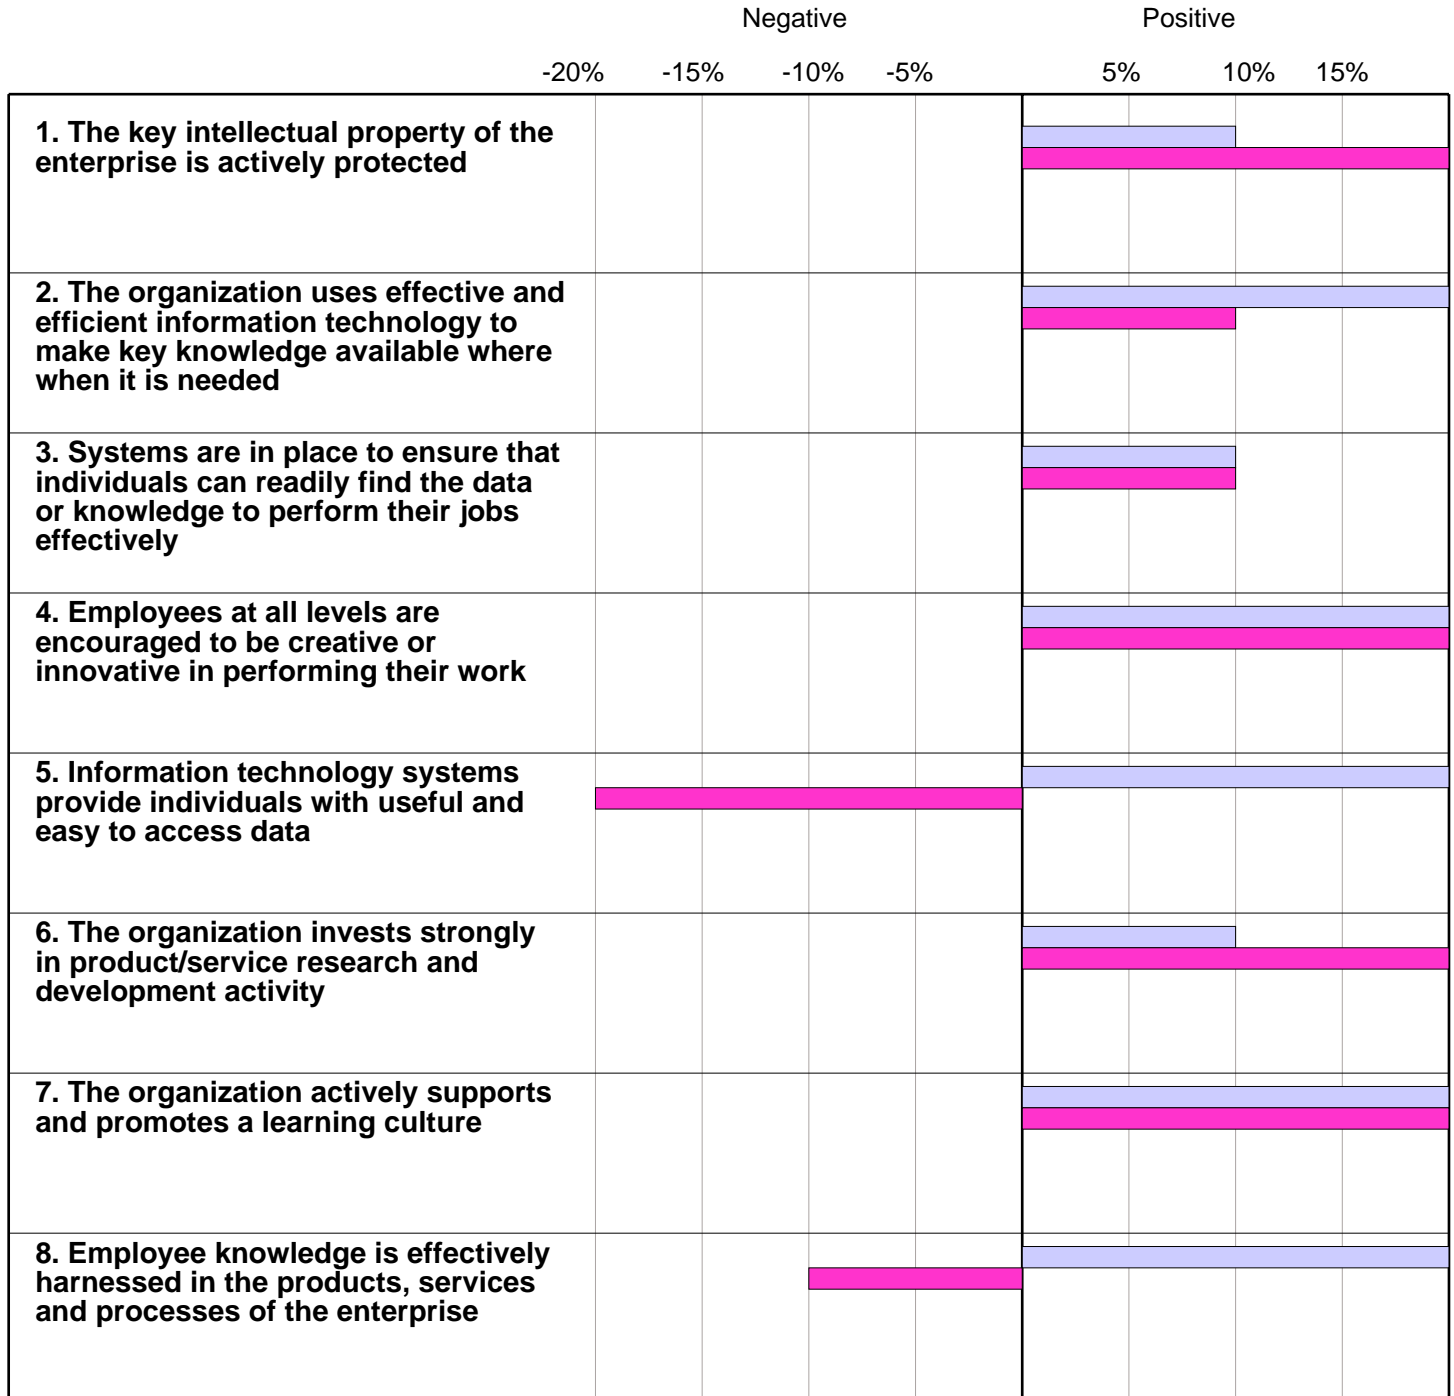 Negative Positive
-20% -15% -10% -5% 5% 10% 15%
1. The key intellectual property of the
enterprise is actively protected
2. The organization uses effective and
efficient information technology to
make key knowledge available where
when it is needed
3. Systems are in place to ensure that
individuals can readily find the data
or knowledge to perform their jobs
effectively
4. Employees at all levels are
encouraged to be creative or
innovative in performing their work
5. Information technology systems
provide individuals with useful and
easy to access data
6. The organization invests strongly
in product/service research and
development activity
7. The organization actively supports
and promotes a learning culture
8. Employee knowledge is effectively
harnessed in the products, services
and processes of the enterprise